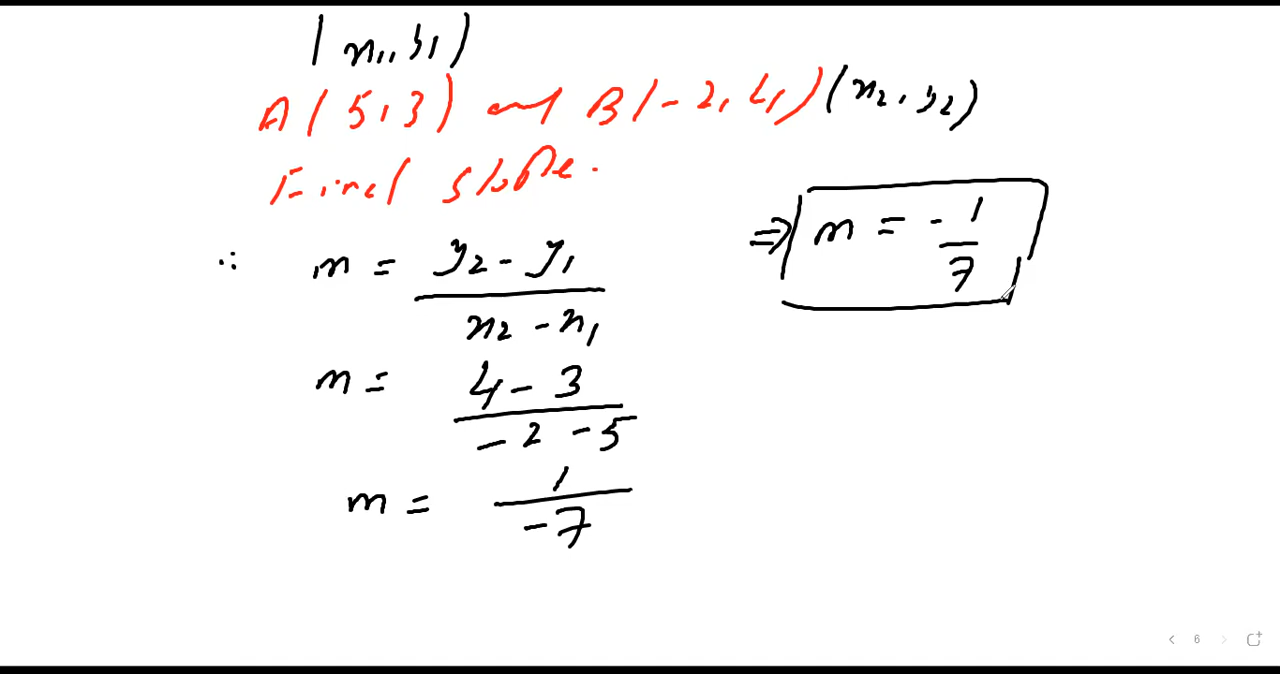 (x₁, y₁)
A(5, 3) and B(-2, 4) (x₂, y₂)
Find slope.
∴ m = y₂ - y₁ / x₂ - x₁
m = 4 - 3 / -2 - 5
m = 1 / -7
⇒ m = - 1 / 7
6